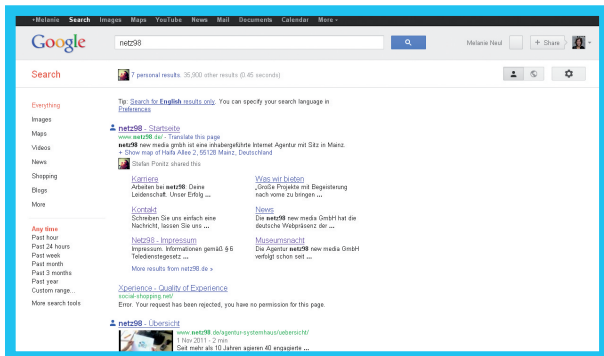 +Melanie Search Images Maps YouTube News Mail Documents Calendar More
Google
netz98
Melanie Neul
+ Share
Search
7 personal results. 35,900 other results (0.45 seconds)
Everything
Images
Maps
Videos
News
Shopping
Blogs
More
Any time
Past hour
Past 24 hours
Past week
Past month
Past 3 months
Past year
Custom range...
More search tools
Tip: Search for English results only. You can specify your search language in
Preferences
netz98 - Startseite
www.netz98.de/ - Translate this page
netz98 new media gmbh ist eine inhabergeführte Internet Agentur mit Sitz in Mainz.
+ Show map of Haifa Allee 2, 55128 Mainz, Deutschland
Stefan Ponitz shared this
Karriere
Arbeiten bei netz98. Deine
Leidenschaft. Unser Erfolg ...
Was wir bieten
„Große Projekte mit Begeisterung
nach vorne zu bringen ...
Kontakt
Schreiben Sie uns einfach eine
Nachricht, lassen Sie uns ...
News
Die netz98 new media GmbH hat die
deutsche Webpräsenz der ...
Netz98 - Impressum
Impressum. Informationen gemäß § 6
Teledienstegesetz ...
Museumsnacht
Die Agentur netz98 new media GmbH
verfolgt schon seit ...
More results from netz98.de »
Xperience - Quality of Experience
social-shopping.net/
Error. Your request has been rejected, you have no permission for this page.
netz98 - Übersicht
www.netz98.de/agentur-systemhaus/uebersicht/
1 Nov 2011 - 2 min
Seit mehr als 10 Jahren agieren 40 engagierte ...